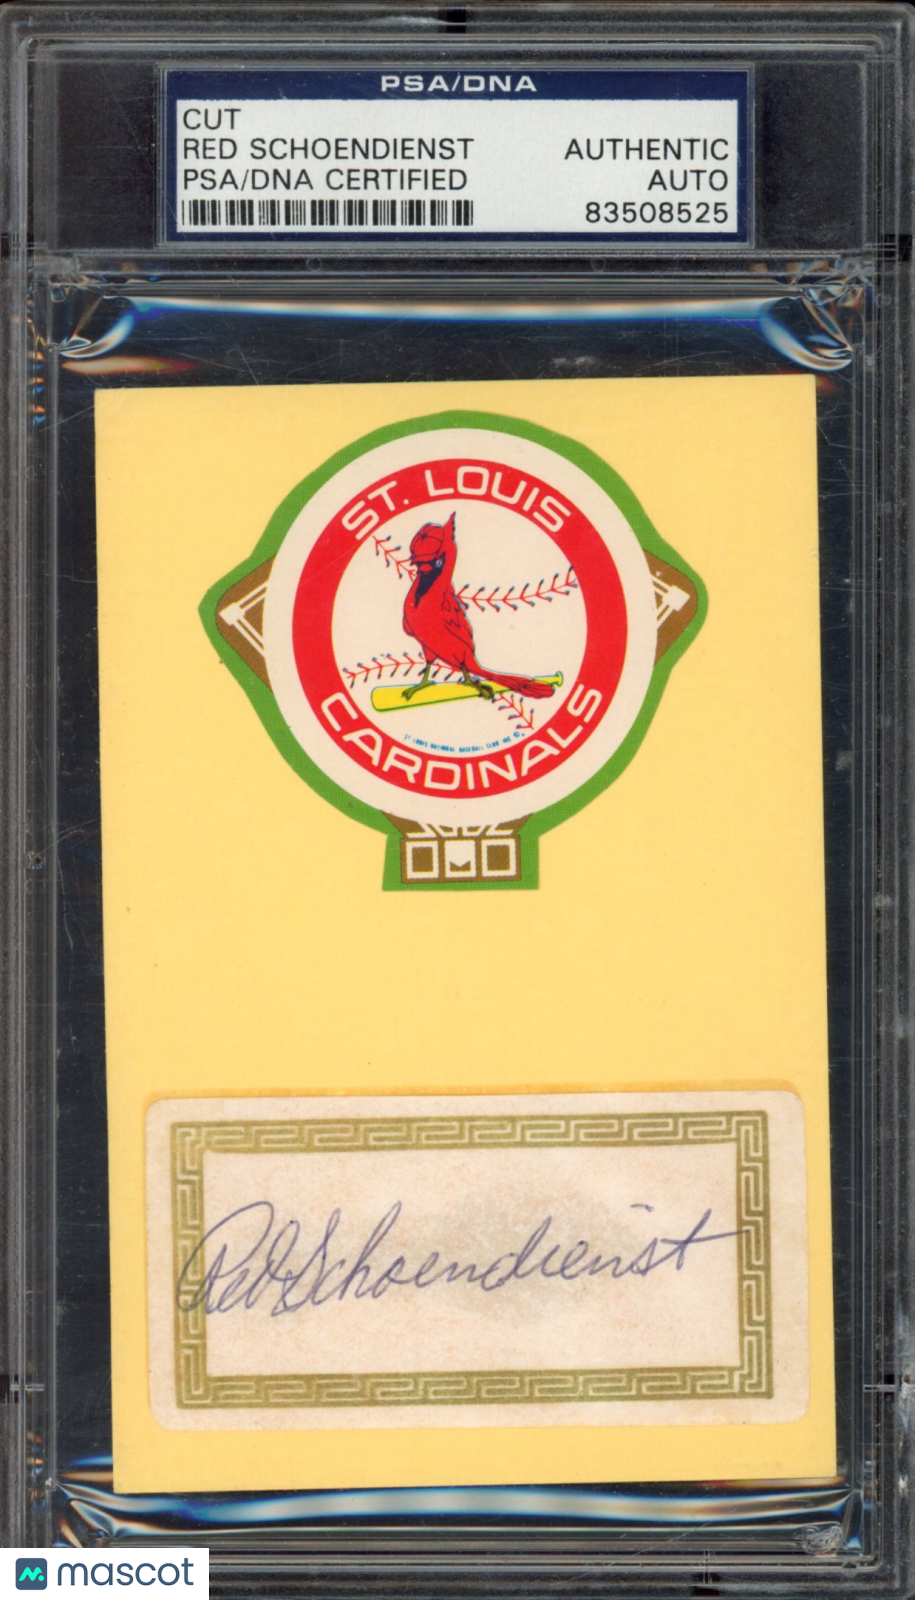 PSA/DNA
CUT
RED SCHOENDIENST
PSA/DNA CERTIFIED
AUTHENTIC
AUTO
83508525
ST. LOUIS
CARDINALS
Red Schoendienst
mascot